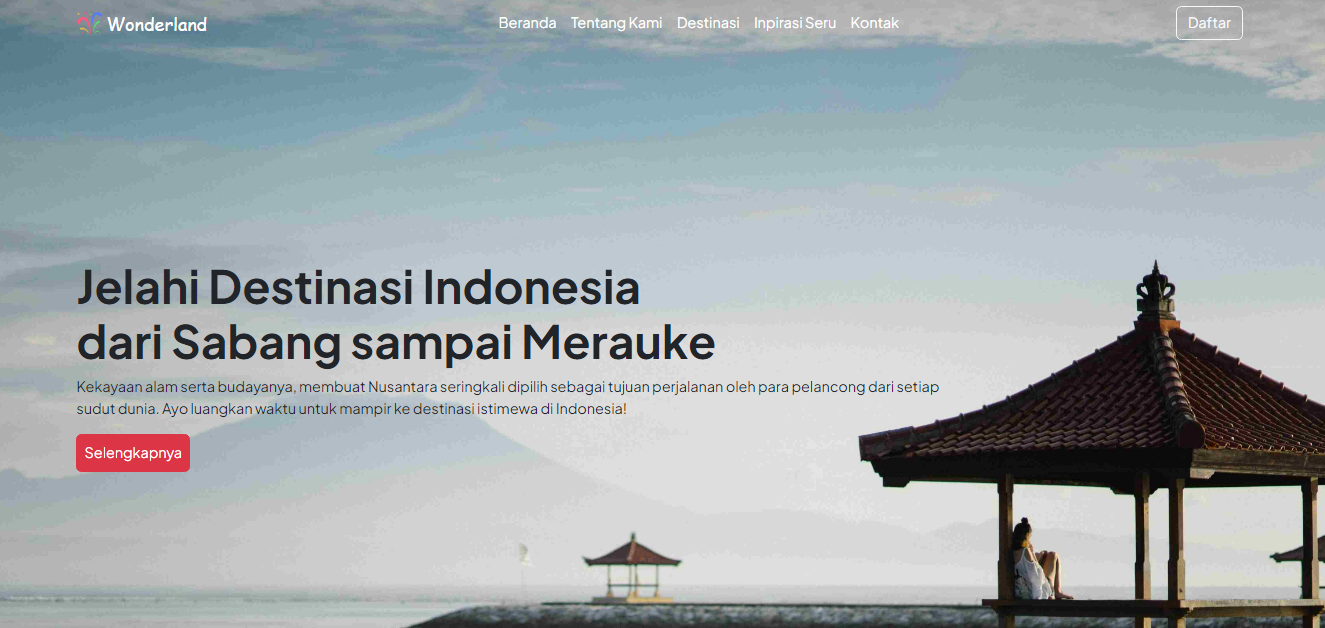 Wonderland
Beranda Tentang Kami Destinasi Inpirasi Seru Kontak
Daftar
Jelahi Destinasi Indonesia
dari Sabang sampai Merauke
Kekayaan alam serta budayanya, membuat Nusantara seringkali dipilih sebagai tujuan perjalanan oleh para pelancong dari setiap
sudut dunia. Ayo luangkan waktu untuk mampir ke destinasi istimewa di Indonesia!
Selengkapnya